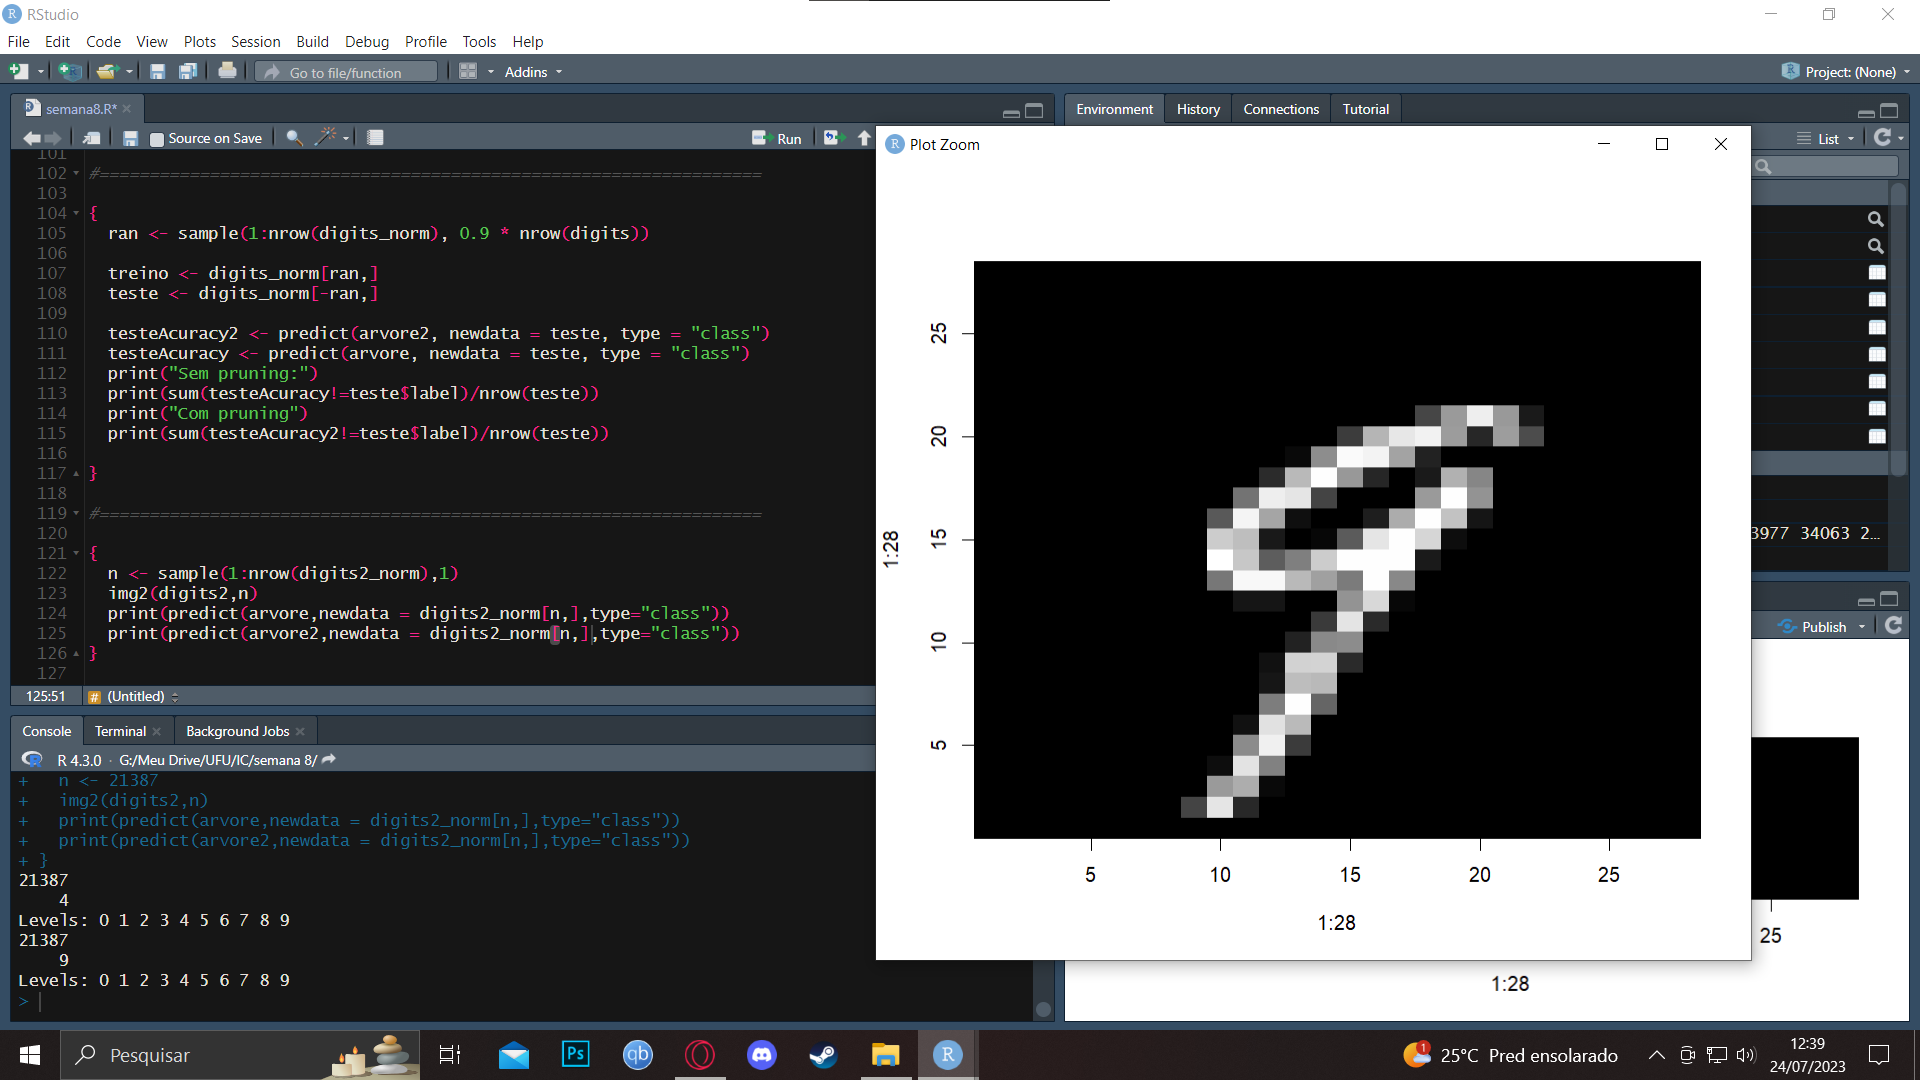 RStudio
File Edit Code View Plots Session Build Debug Profile Tools Help
Go to file/function Addins Project: (None)
semana8.R*
Source on Save Run
101
102 #==================================================================
103
104 {
105 ran <- sample(1:nrow(digits_norm), 0.9 * nrow(digits))
106
107 treino <- digits_norm[ran,]
108 teste <- digits_norm[-ran,]
109
110 testeAcuracy2 <- predict(arvore2, newdata = teste, type = "class")
111 testeAcuracy <- predict(arvore, newdata = teste, type = "class")
112 print("Sem pruning:")
113 print(sum(testeAcuracy!=teste$label)/nrow(teste))
114 print("Com pruning")
115 print(sum(testeAcuracy2!=teste$label)/nrow(teste))
116
117 }
118
119 #==================================================================
120
121 {
122 n <- sample(1:nrow(digits2_norm),1)
123 img2(digits2,n)
124 print(predict(arvore,newdata = digits2_norm[n,],type="class"))
125 print(predict(arvore2,newdata = digits2_norm[n,],type="class"))
126 }
127
125:51 # (Untitled)
Console Terminal Background Jobs
R 4.3.0 · G:/Meu Drive/UFU/IC/semana 8/
+ n <- 21387
+ img2(digits2,n)
+ print(predict(arvore,newdata = digits2_norm[n,],type="class"))
+ print(predict(arvore2,newdata = digits2_norm[n,],type="class"))
+ }
21387
4
Levels: 0 1 2 3 4 5 6 7 8 9
21387
9
Levels: 0 1 2 3 4 5 6 7 8 9
>
Environment History Connections Tutorial
List
3977 34063 2...
Publish
25
1:28
R Plot Zoom
25
20
15
10
5
1:28
5 10 15 20 25
1:28
Pesquisar
Ps
qb
R
1
25°C Pred ensolarado
12:39
24/07/2023